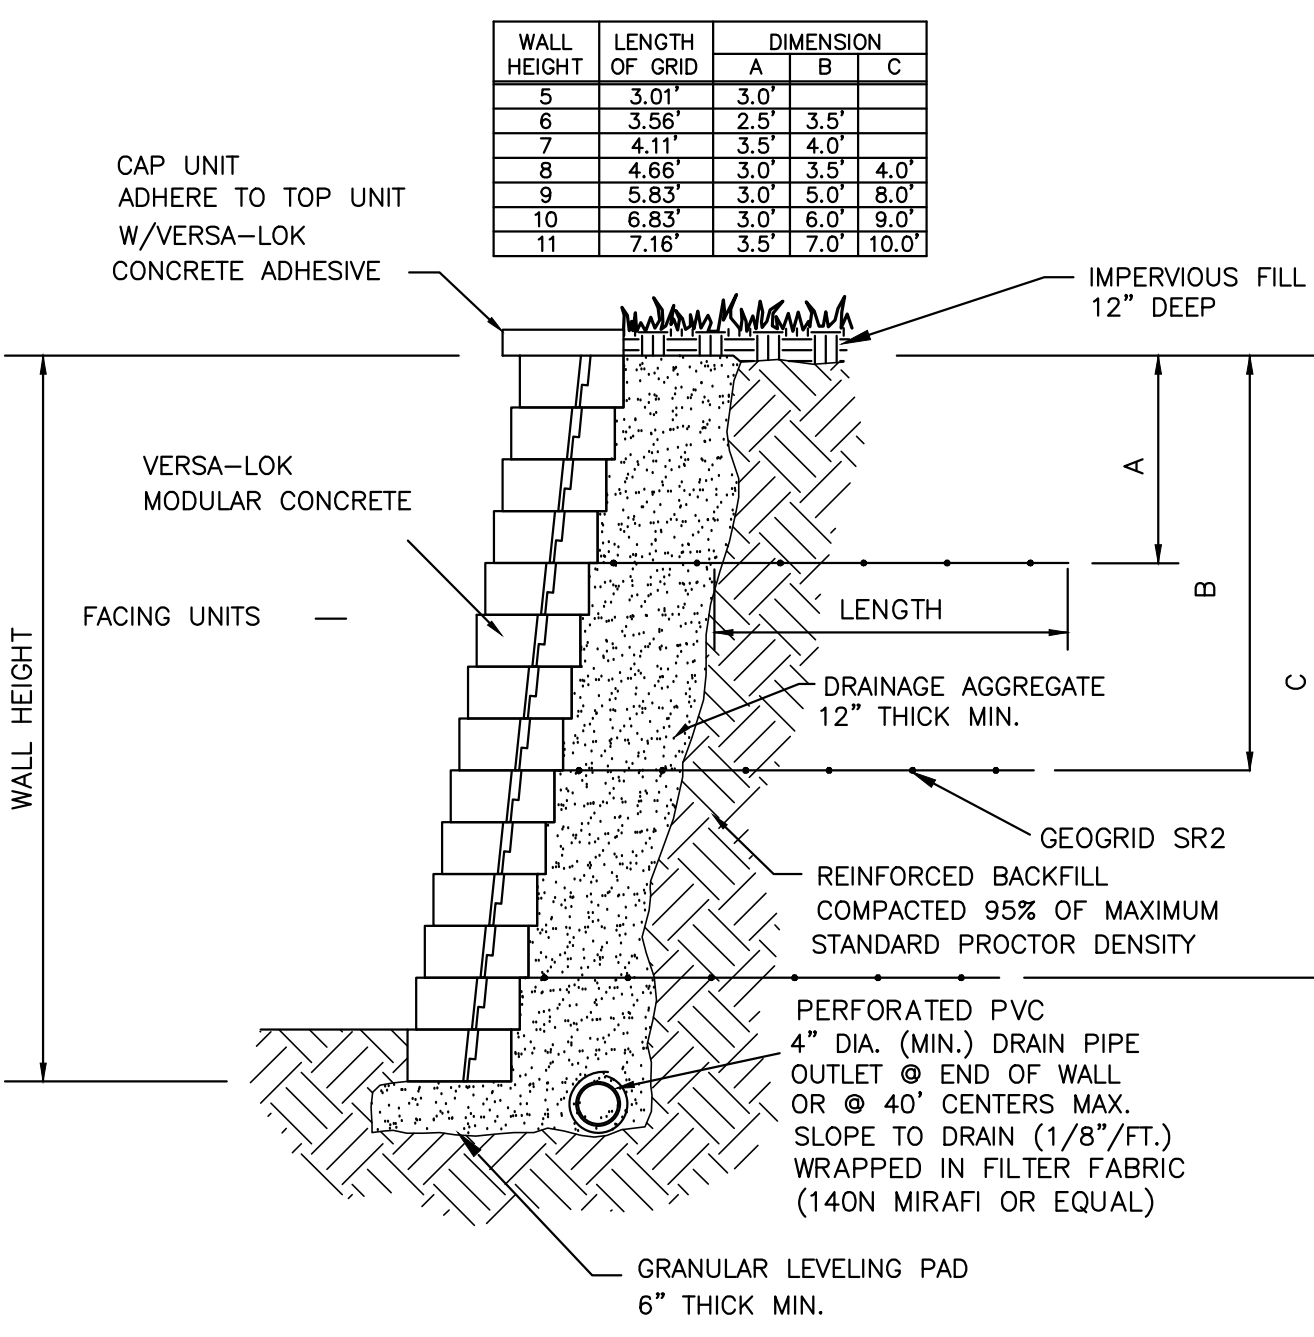 WALL HEIGHT LENGTH OF GRID DIMENSION
A B C
5 3.01' 3.0'
6 3.56' 2.5' 3.5'
7 4.11' 3.5' 4.0'
8 4.66' 3.0' 3.5' 4.0'
9 5.83' 3.0' 5.0' 8.0'
10 6.83' 3.0' 6.0' 9.0'
11 7.16' 3.5' 7.0' 10.0'
CAP UNIT
ADHERE TO TOP UNIT
W/VERSA-LOK
CONCRETE ADHESIVE
IMPERVIOUS FILL
12" DEEP
VERSA-LOK
MODULAR CONCRETE
FACING UNITS
WALL HEIGHT
A
B
C
LENGTH
DRAINAGE AGGREGATE
12" THICK MIN.
GEOGRID SR2
REINFORCED BACKFILL
COMPACTED 95% OF MAXIMUM
STANDARD PROCTOR DENSITY
PERFORATED PVC
4" DIA. (MIN.) DRAIN PIPE
OUTLET @ END OF WALL
OR @ 40' CENTERS MAX.
SLOPE TO DRAIN (1/8"/FT.)
WRAPPED IN FILTER FABRIC
(140N MIRAFI OR EQUAL)
GRANULAR LEVELING PAD
6" THICK MIN.